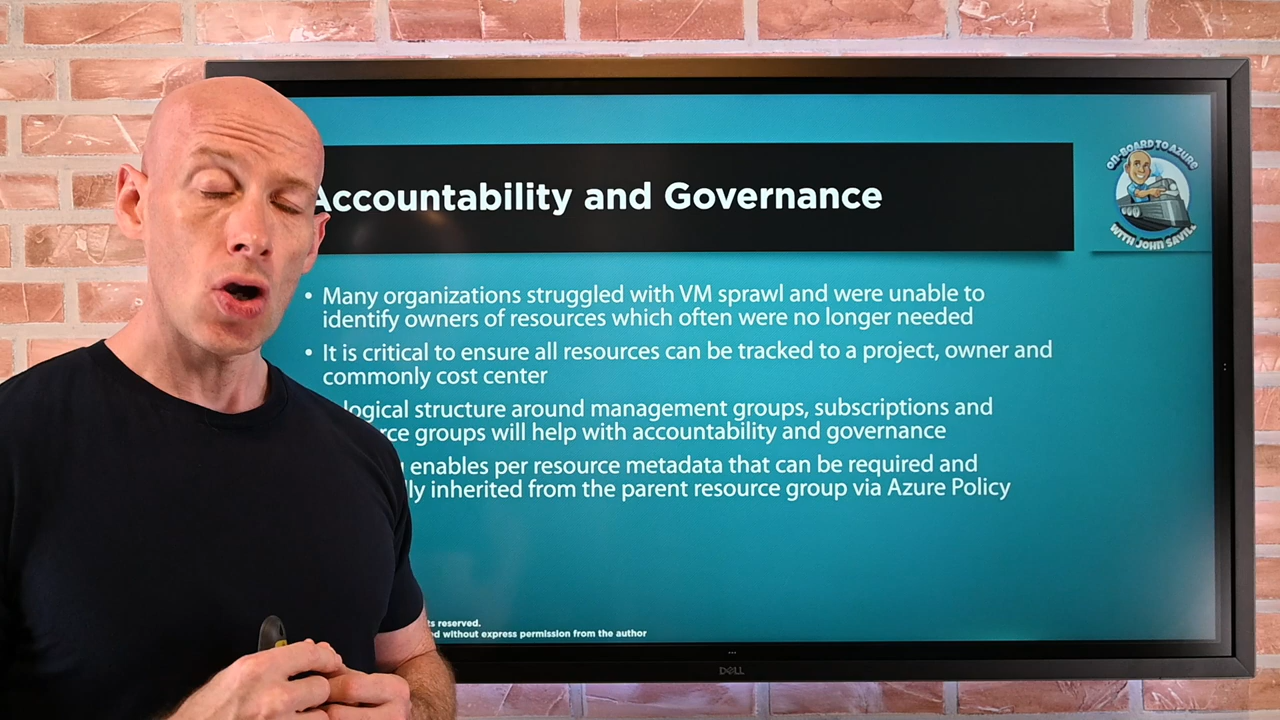 Accountability and Governance
ON-BOARD TO AZURE
WITH JOHN SAVILL
• Many organizations struggled with VM sprawl and were unable to
identify owners of resources which often were no longer needed
• It is critical to ensure all resources can be tracked to a project, owner and
commonly cost center
logical structure around management groups, subscriptions and
groups will help with accountability and governance
enables per resource metadata that can be required and
inherited from the parent resource group via Azure Policy
reserved.
without express permission from the author
DELL